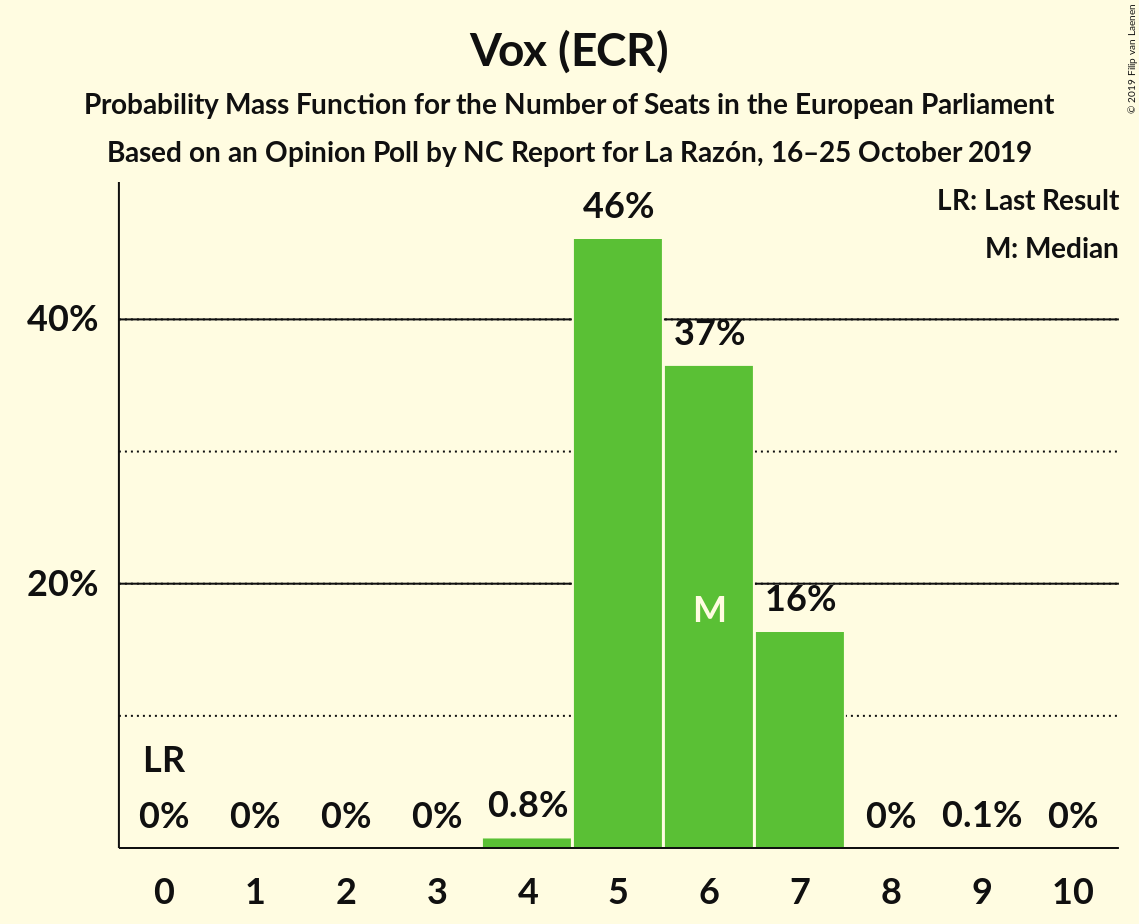 Vox (ECR)
Probability Mass Function for the Number of Seats in the European Parliament
Based on an Opinion Poll by NC Report for La Razón, 16–25 October 2019
© 2019 Filip van Laenen
LR: Last Result
M: Median
46%
40%
37%
20%
16%
M
LR
0% 0% 0% 0% 0.8% 0% 0.1% 0%
0 1 2 3 4 5 6 7 8 9 10